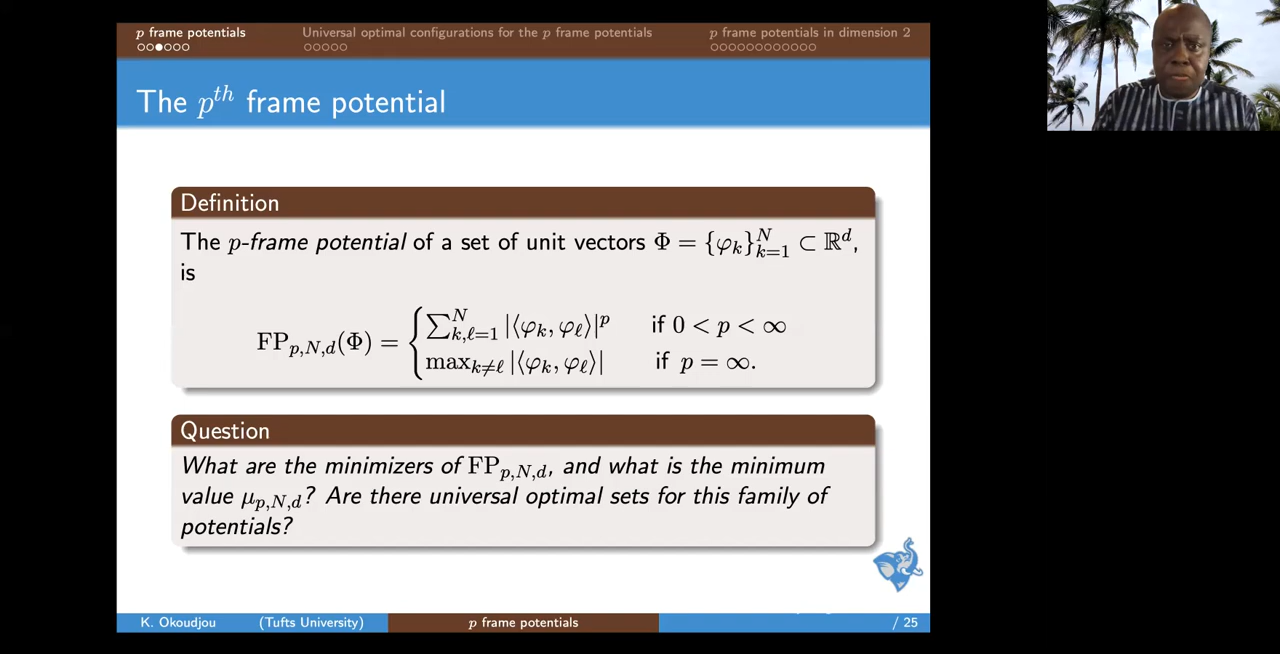 p frame potentials Universal optimal configurations for the p frame potentials p frame potentials in dimension 2
The pᵗʰ frame potential
Definition
The p-frame potential of a set of unit vectors Φ = {φ_k}_{k=1}^N ⊂ ℝ^d,
is
FP_{p,N,d}(Φ) = { ∑_{k,ℓ=1}^N |⟨φ_k, φ_ℓ⟩|^p if 0 < p < ∞
max_{k≠ℓ} |⟨φ_k, φ_ℓ⟩| if p = ∞.
Question
What are the minimizers of FP_{p,N,d}, and what is the minimum
value μ_{p,N,d}? Are there universal optimal sets for this family of
potentials?
K. Okoudjou (Tufts University) p frame potentials / 25